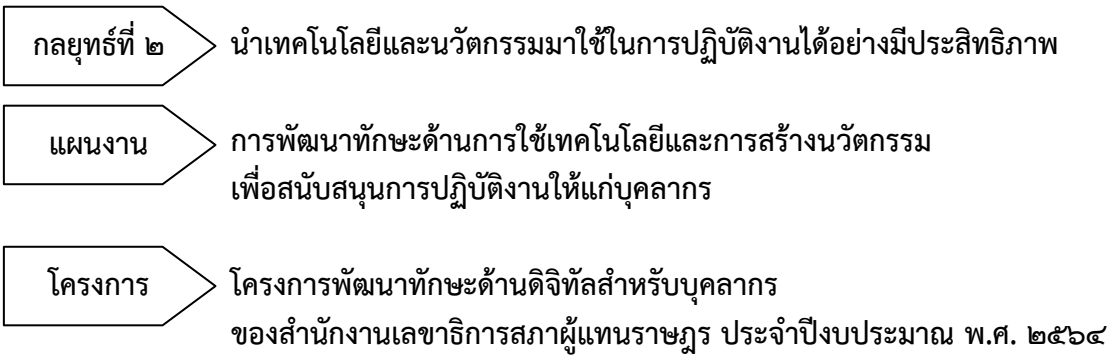 กลยุทธ์ที่ ๒ นำเทคโนโลยีและนวัตกรรมมาใช้ในการปฏิบัติงานได้อย่างมีประสิทธิภาพ
แผนงาน การพัฒนาทักษะด้านการใช้เทคโนโลยีและการสร้างนวัตกรรม
เพื่อสนับสนุนการปฏิบัติงานให้แก่บุคลากร
โครงการ โครงการพัฒนาทักษะด้านดิจิทัลสำหรับบุคลากร
ของสำนักงานเลขาธิการสภาผู้แทนราษฎร ประจำปีงบประมาณ พ.ศ. ๒๕๖๔